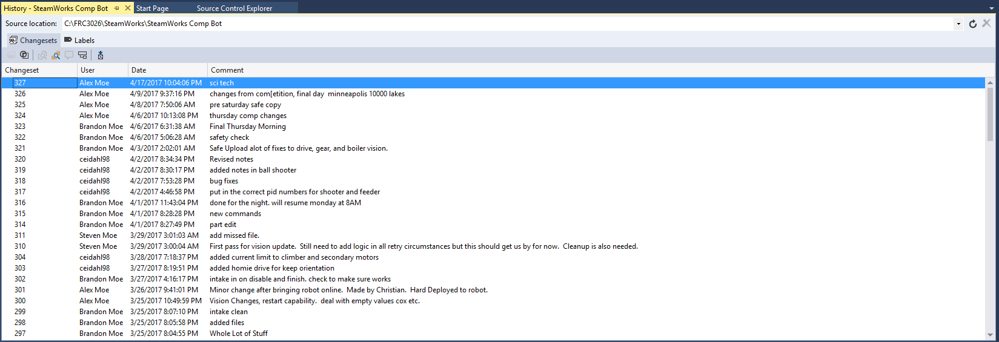 History - SteamWorks Comp Bot Start Page Source Control Explorer
Source location: C:\FRC3026\SteamWorks\SteamWorks Comp Bot
Changesets Labels
Changeset User Date Comment
327 Alex Moe 4/17/2017 10:04:06 PM sci tech
326 Alex Moe 4/9/2017 9:37:16 PM changes from com[etition, final day  minneapolis 10000 lakes
325 Alex Moe 4/8/2017 7:50:06 AM pre saturday safe copy
324 Alex Moe 4/6/2017 10:13:08 PM thursday comp changes
323 Brandon Moe 4/6/2017 6:31:38 AM Final Thursday Morning
322 Brandon Moe 4/6/2017 5:06:28 AM safety check
321 Brandon Moe 4/3/2017 2:02:01 AM Safe Upload alot of fixes to drive, gear, and boiler vision.
320 ceidahl98 4/2/2017 8:34:34 PM Revised notes
319 ceidahl98 4/2/2017 8:30:17 PM added notes in ball shooter
318 ceidahl98 4/2/2017 7:53:28 PM bug fixes
317 ceidahl98 4/2/2017 4:46:58 PM put in the correct pid numbers for shooter and feeder
316 Brandon Moe 4/1/2017 11:43:04 PM done for the night. will resume monday at 8AM
315 Brandon Moe 4/1/2017 8:28:28 PM new commands
314 Brandon Moe 4/1/2017 8:27:49 PM part edit
311 Steven Moe 3/29/2017 3:01:03 AM add missed file.
310 Steven Moe 3/29/2017 3:00:04 AM First pass for vision update.  Still need to add logic in all retry circumstances but this should get us by for now.  Cleanup is also needed.
304 ceidahl98 3/28/2017 7:18:37 PM added current limit to climber and secondary motors
303 ceidahl98 3/27/2017 8:19:51 PM added homie drive for keep orientation
302 Brandon Moe 3/27/2017 4:16:17 PM intake in on disable and finish. check to make sure works
301 Alex Moe 3/26/2017 9:41:01 PM Minor change after bringing robot online.  Made by Christian.  Hard Deployed to robot.
300 Alex Moe 3/25/2017 10:49:59 PM Vision Changes, restart capability.  deal with empty values cox etc.
299 Brandon Moe 3/25/2017 8:07:10 PM intake clean
298 Brandon Moe 3/25/2017 8:05:58 PM added files
297 Brandon Moe 3/25/2017 8:04:55 PM Whole Lot of Stuff